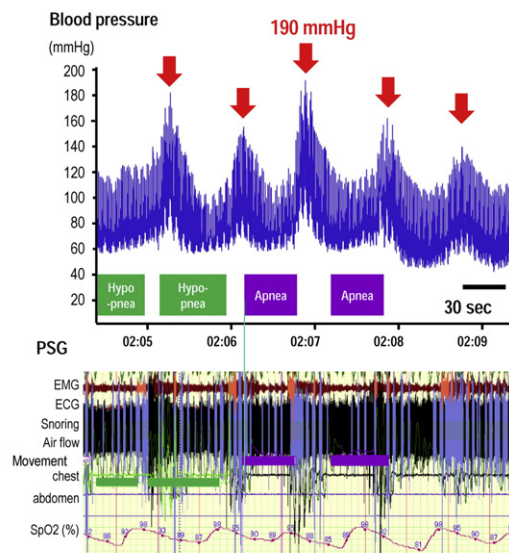 Blood pressure
(mmHg)
190 mmHg
200
180
160
140
120
100
80
60
40
20
Hypo
-pnea
Hypo-
pnea
Apnea
Apnea
30 sec
02:05
02:06
02:07
02:08
02:09
PSG
EMG
ECG
Snoring
Air flow
Movement
chest
abdomen
SpO2 (%)